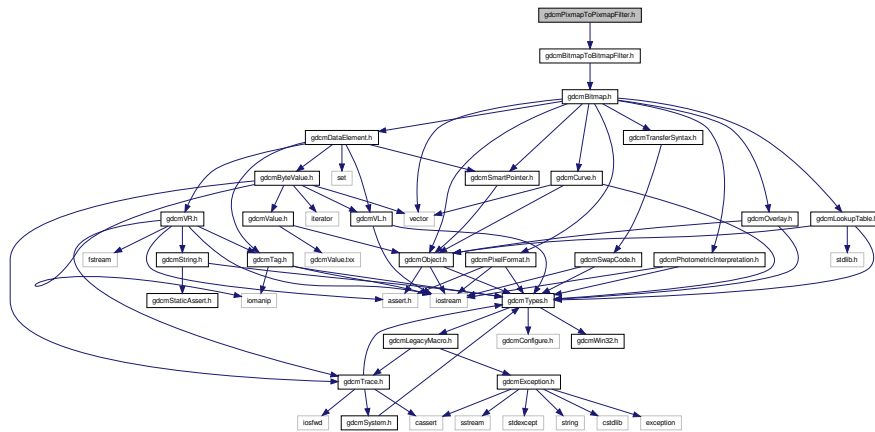 gdcmPixmapToPixmapFilter.h
gdcmBitmapToBitmapFilter.h
gdcmBitmap.h
gdcmDataElement.h
gdcmTransferSyntax.h
gdcmByteValue.h
set
gdcmSmartPointer.h
gdcmCurve.h
gdcmVR.h
gdcmValue.h
iterator
gdcmVL.h
vector
gdcmOverlay.h
gdcmLookupTable.h
fstream
gdcmString.h
gdcmTag.h
gdcmValue.txx
gdcmObject.h
gdcmPixelFormat.h
gdcmSwapCode.h
gdcmPhotometricInterpretation.h
stdlib.h
gdcmStaticAssert.h
iomanip
assert.h
iostream
gdcmTypes.h
gdcmLegacyMacro.h
gdcmConfigure.h
gdcmWin32.h
gdcmTrace.h
gdcmException.h
iosfwd
gdcmSystem.h
cassert
sstream
stdexcept
string
cstdlib
exception